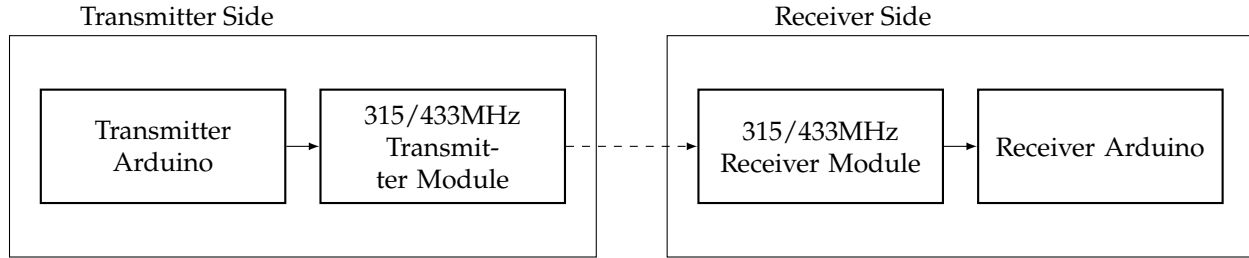 Transmitter Side
Receiver Side
Transmitter
Arduino
315/433MHz
Transmit-
ter Module
315/433MHz
Receiver Module
Receiver Arduino